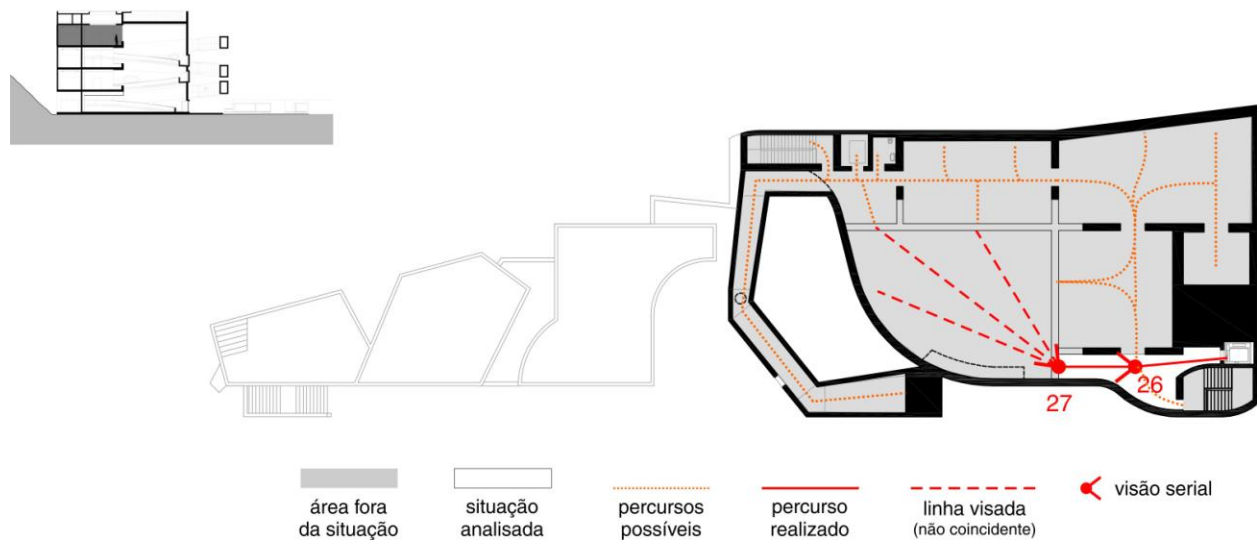 26
27
área fora
da situação
situação
analisada
percursos
possíveis
percurso
realizado
linha visada
(não coincidente)
visão serial